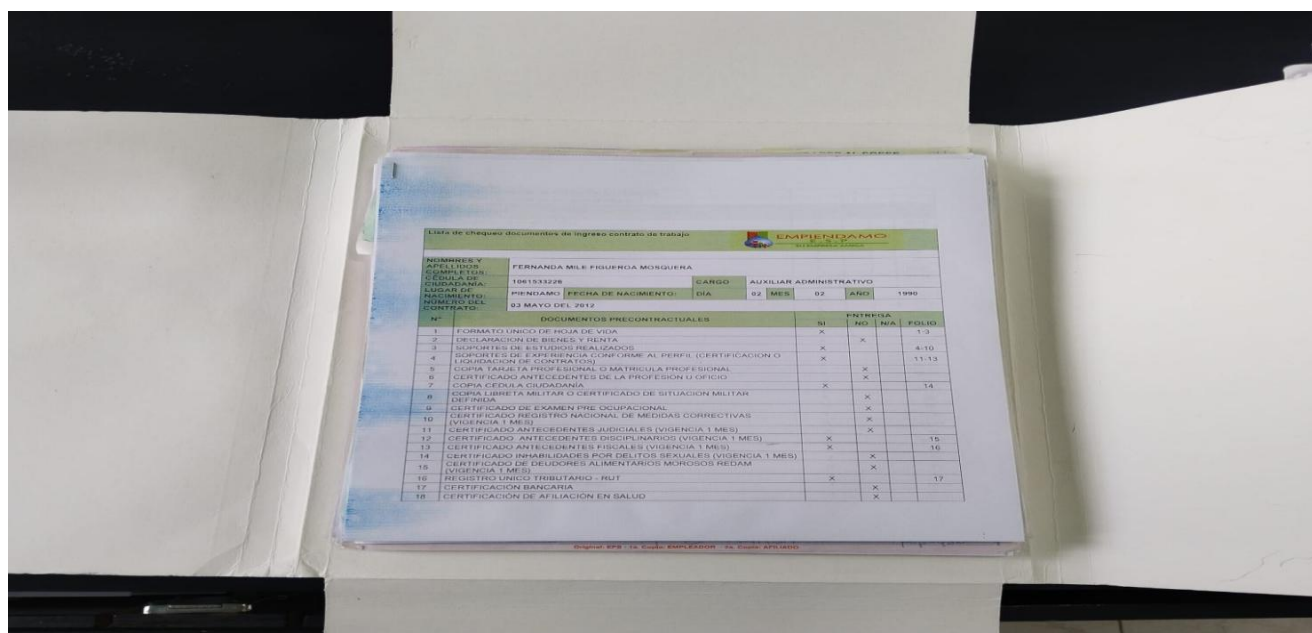 Lista de chequeo documentos de ingreso contrato de trabajo
EMPIENDAMO
E.S.P
NOMBRES Y APELLIDOS COMPLETOS: FERNANDA MILE FIGUEROA MOSQUERA
CÉDULA DE CIUDADANÍA: 1061533226 CARGO AUXILIAR ADMINISTRATIVO
LUGAR DE NACIMIENTO: PIENDAMO FECHA DE NACIMIENTO: DÍA 02 MES 02 AÑO 1990
NÚMERO DEL CONTRATO: 03 MAYO DEL 2012
N° DOCUMENTOS PRECONTRACTUALES ENTREGA
SI NO N/A FOLIO
1 FORMATO ÚNICO DE HOJA DE VIDA X 1-3
2 DECLARACION DE BIENES Y RENTA X
3 SOPORTES DE ESTUDIOS REALIZADOS X 4-10
4 SOPORTES DE EXPERIENCIA CONFORME AL PERFIL (CERTIFICACION O
LIQUIDACION DE CONTRATOS) X 11-13
5 COPIA TARJETA PROFESIONAL O MATRICULA PROFESIONAL X
6 CERTIFICADO ANTECEDENTES DE LA PROFESION U OFICIO X
7 COPIA CEDULA CIUDADANÍA X 14
8 COPIA LIBRETA MILITAR O CERTIFICADO DE SITUACION MILITAR
DEFINIDA X
9 CERTIFICADO DE EXAMEN PRE OCUPACIONAL X
10 CERTIFICADO REGISTRO NACIONAL DE MEDIDAS CORRECTIVAS
(VIGENCIA 1 MES) X
11 CERTIFICADO ANTECEDENTES JUDICIALES (VIGENCIA 1 MES) X
12 CERTIFICADO ANTECEDENTES DISCIPLINARIOS (VIGENCIA 1 MES) X 15
13 CERTIFICADO ANTECEDENTES FISCALES (VIGENCIA 1 MES) X 16
14 CERTIFICADO INHABILIDADES POR DELITOS SEXUALES (VIGENCIA 1 MES) X
15 CERTIFICADO DE DEUDORES ALIMENTARIOS MOROSOS REDAM
(VIGENCIA 1 MES) X
16 REGISTRO UNICO TRIBUTARIO - RUT X 17
17 CERTIFICACIÓN BANCARIA X
18 CERTIFICACIÓN DE AFILIACIÓN EN SALUD X
Original: EPS - 1a. Copia: EMPLEADOR - 2a. Copia: AFILIADO